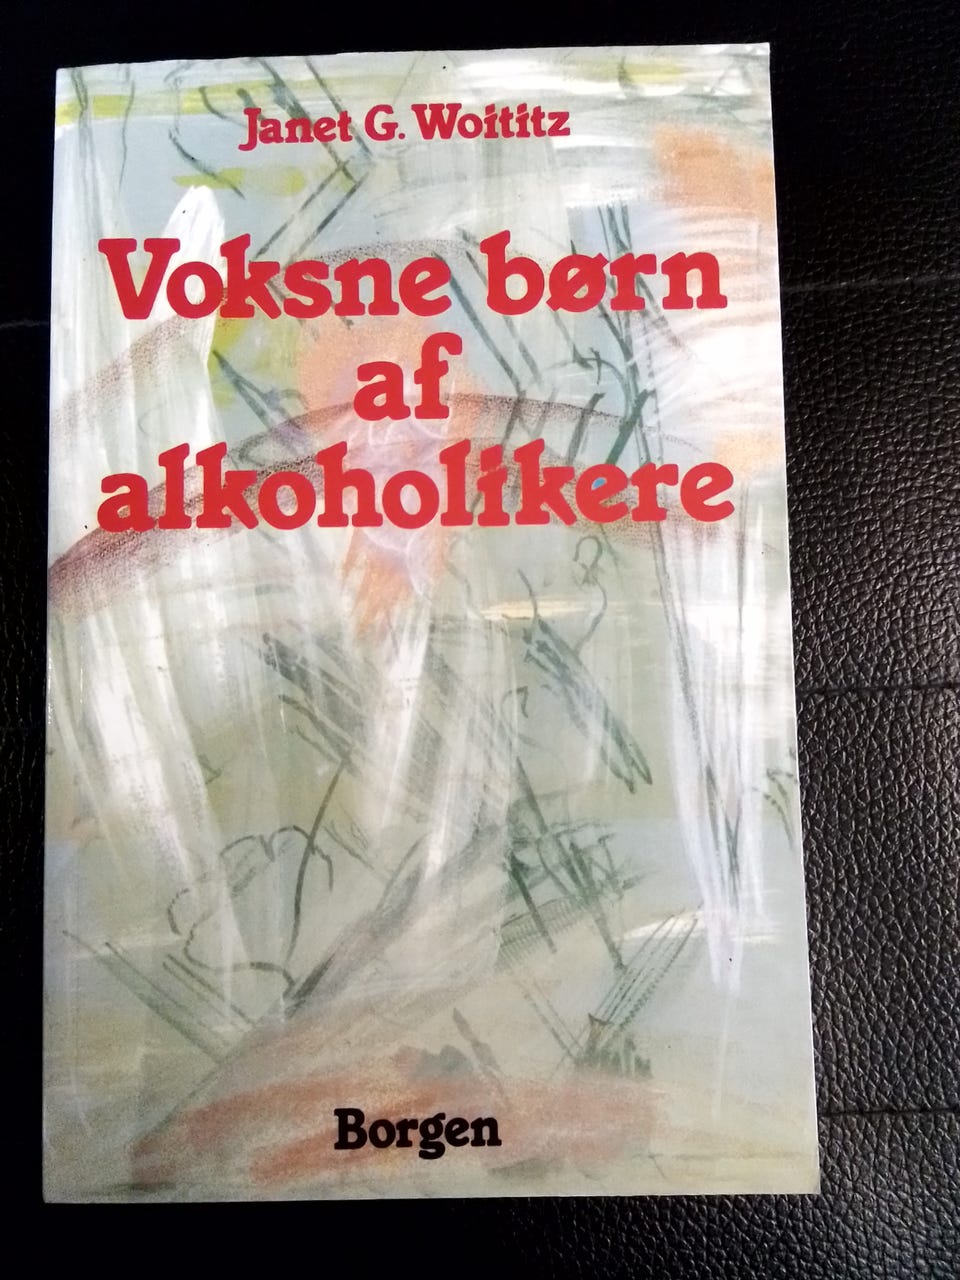 Janet G. Woititz
Voksne børn
af
alkoholikere
Borgen